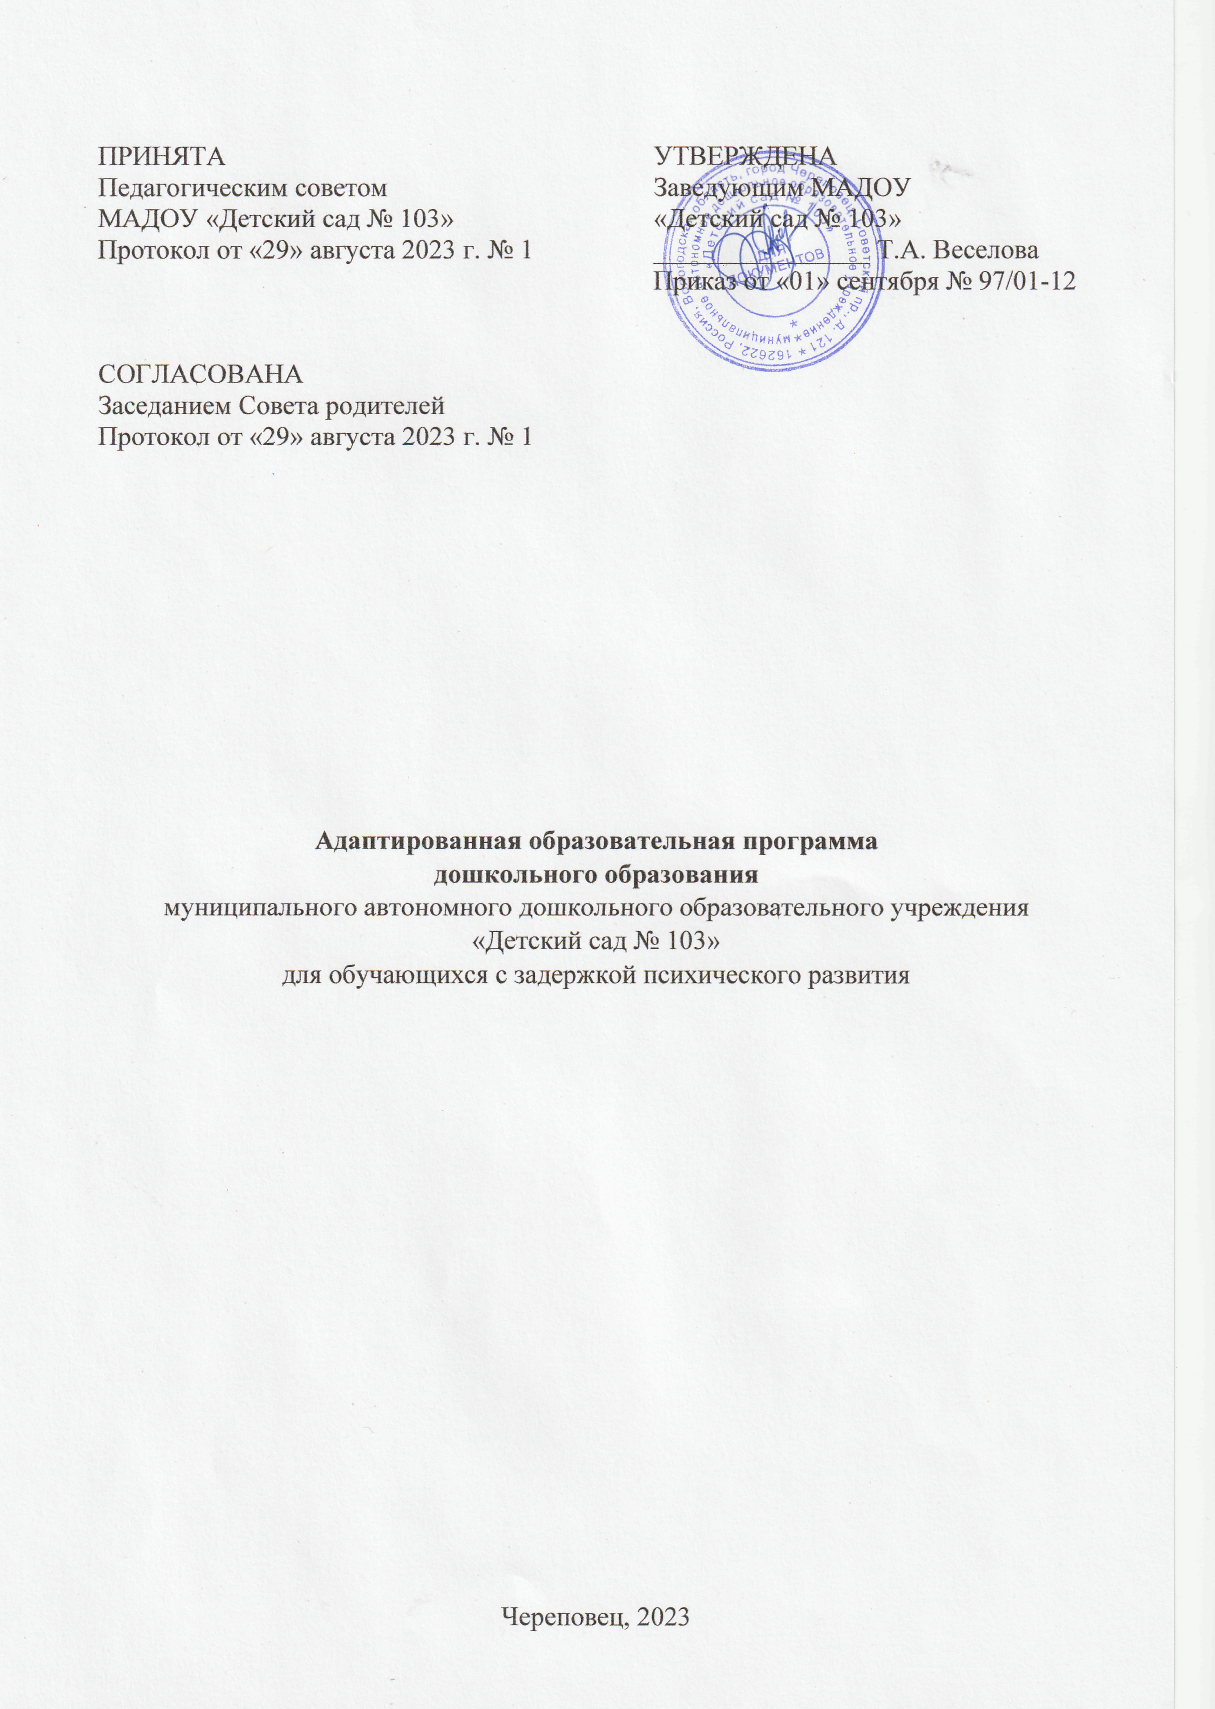 ПРИНЯТА
Педагогическим советом
МАДОУ «Детский сад № 103»
Протокол от «29» августа 2023 г. № 1
УТВЕРЖДЕНА
Заведующим МАДОУ
«Детский сад № 103»
Т.А. Веселова
Приказ от «01» сентября № 97/01-12
СОГЛАСОВАНА
Заседанием Совета родителей
Протокол от «29» августа 2023 г. № 1
ДЛЯ
ДОКУМЕНТОВ
Адаптированная образовательная программа
дошкольного образования
муниципального автономного дошкольного образовательного учреждения
«Детский сад № 103»
для обучающихся с задержкой психического развития
Череповец, 2023